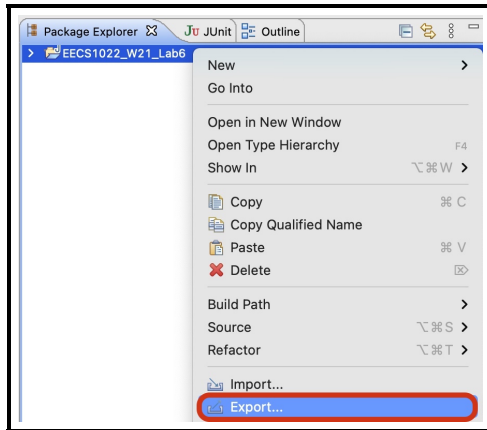 Package Explorer JU JUnit Outline
EECS1022_W21_Lab6
New
Go Into
Open in New Window
Open Type Hierarchy F4
Show In ⌥⌘W
Copy ⌘C
Copy Qualified Name
Paste ⌘V
Delete ⌦
Build Path
Source ⌥⌘S
Refactor ⌥⌘T
Import...
Export...